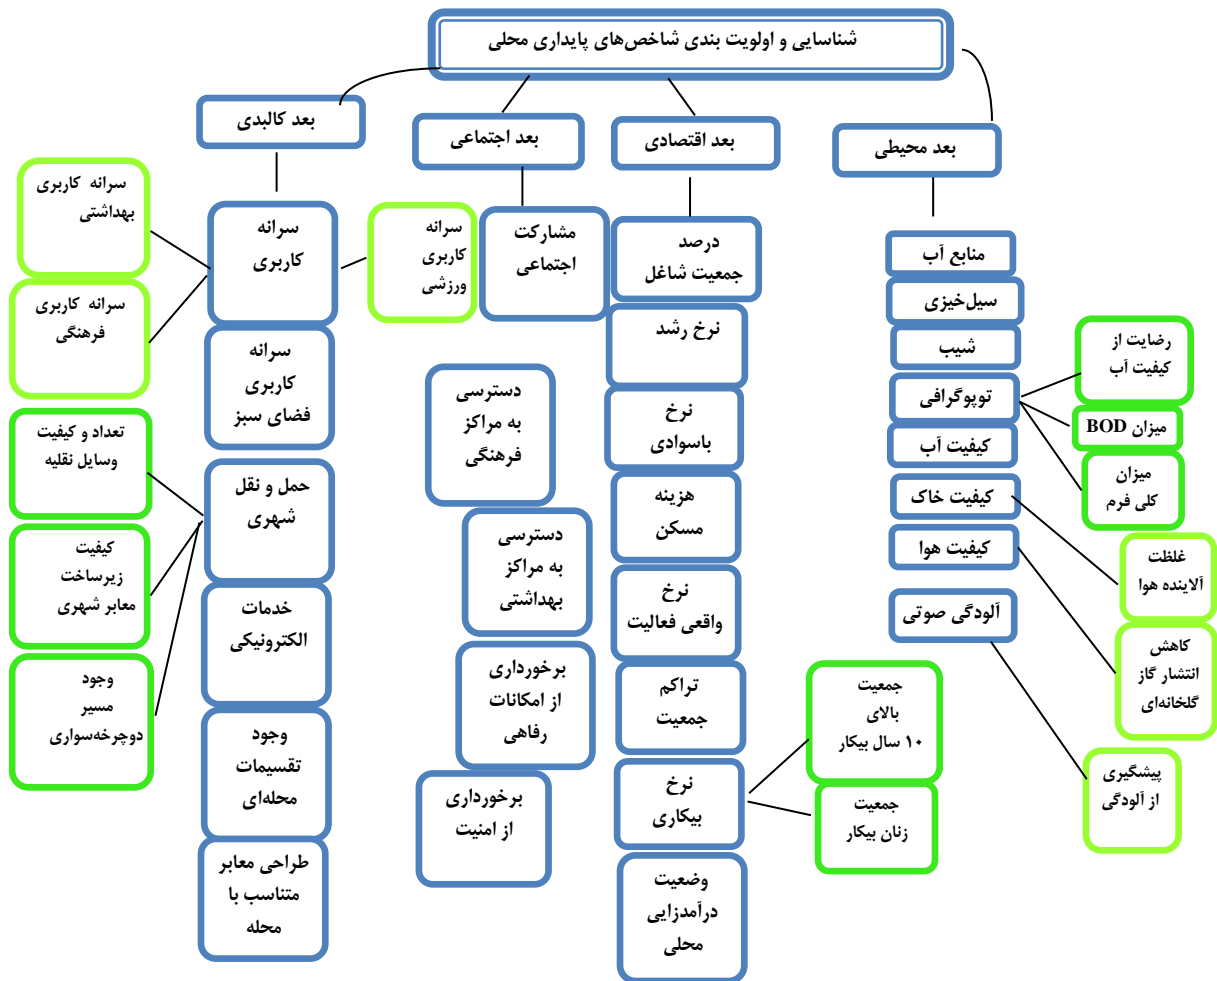 شناسایی و اولویت بندی شاخص‌های پایداری محلی
بعد محیطی
بعد اقتصادی
بعد اجتماعی
بعد کالبدی
منابع آب
سیل‌خیزی
شیب
توپوگرافی
کیفیت آب
کیفیت خاک
کیفیت هوا
آلودگی صوتی
رضایت از
کیفیت آب
میزان BOD
میزان
کلی فرم
غلظت
آلاینده هوا
کاهش
انتشار گاز
گلخانه‌ای
پیشگیری
از آلودگی
درصد
جمعیت شاغل
نرخ رشد
نرخ
باسوادی
هزینه
مسکن
نرخ
واقعی فعالیت
تراکم
جمعیت
نرخ
بیکاری
وضعیت
درآمدزایی
محلی
جمعیت
بالای
۱۰ سال بیکار
جمعیت
زنان بیکار
مشارکت
اجتماعی
دسترسی
به مراکز
فرهنگی
دسترسی
به مراکز
بهداشتی
برخورداری
از امکانات
رفاهی
برخورداری
از امنیت
سرانه
کاربری
سرانه
کاربری
فضای سبز
حمل و نقل
شهری
خدمات
الکترونیکی
وجود
تقسیمات
محله‌ای
طراحی معابر
متناسب با
محله
سرانه
کاربری
ورزشی
سرانه کاربری
بهداشتی
سرانه کاربری
فرهنگی
تعداد و کیفیت
وسایل نقلیه
کیفیت
زیرساخت
معابر شهری
وجود
مسیر
دوچرخه‌سواری